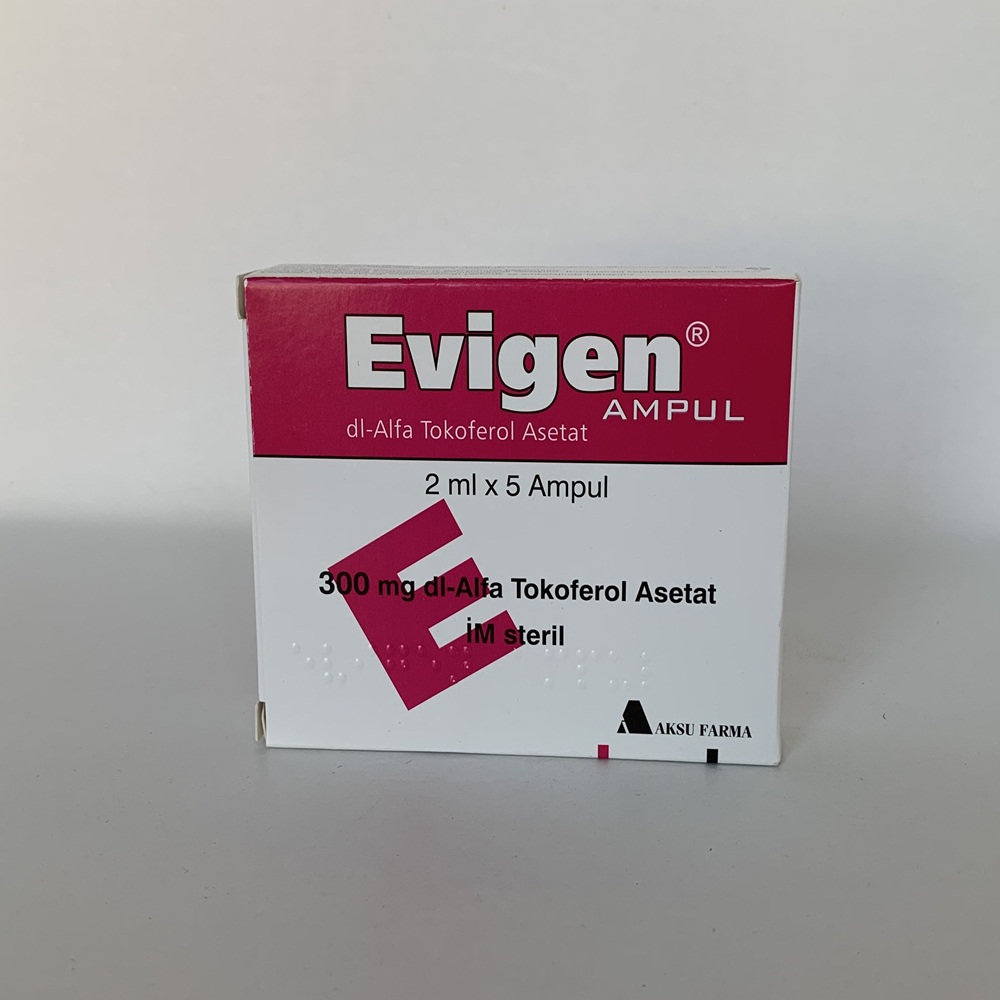 Evigen®
AMPUL
dl-Alfa Tokoferol Asetat
2 ml x 5 Ampul
E
300 mg dl-Alfa Tokoferol Asetat
İM steril
AKSU FARMA